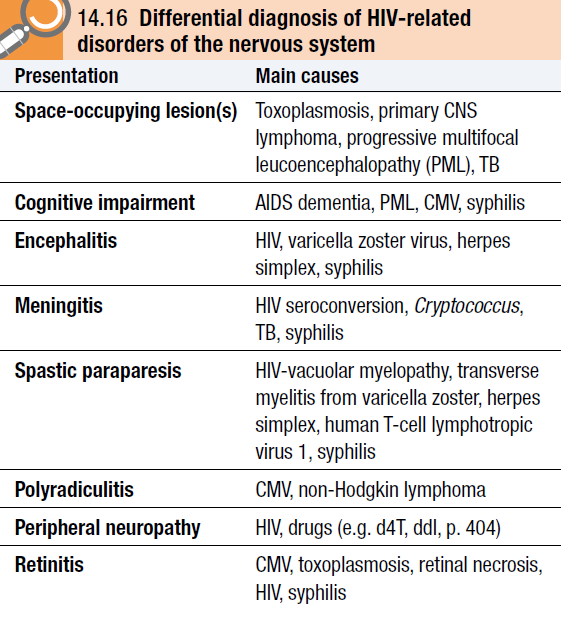 14.16 Differential diagnosis of HIV-related
disorders of the nervous system
Presentation Main causes
Space-occupying lesion(s) Toxoplasmosis, primary CNS
lymphoma, progressive multifocal
leucoencephalopathy (PML), TB
Cognitive impairment AIDS dementia, PML, CMV, syphilis
Encephalitis HIV, varicella zoster virus, herpes
simplex, syphilis
Meningitis HIV seroconversion, Cryptococcus,
TB, syphilis
Spastic paraparesis HIV-vacuolar myelopathy, transverse
myelitis from varicella zoster, herpes
simplex, human T-cell lymphotropic
virus 1, syphilis
Polyradiculitis CMV, non-Hodgkin lymphoma
Peripheral neuropathy HIV, drugs (e.g. d4T, ddI, p. 404)
Retinitis CMV, toxoplasmosis, retinal necrosis,
HIV, syphilis